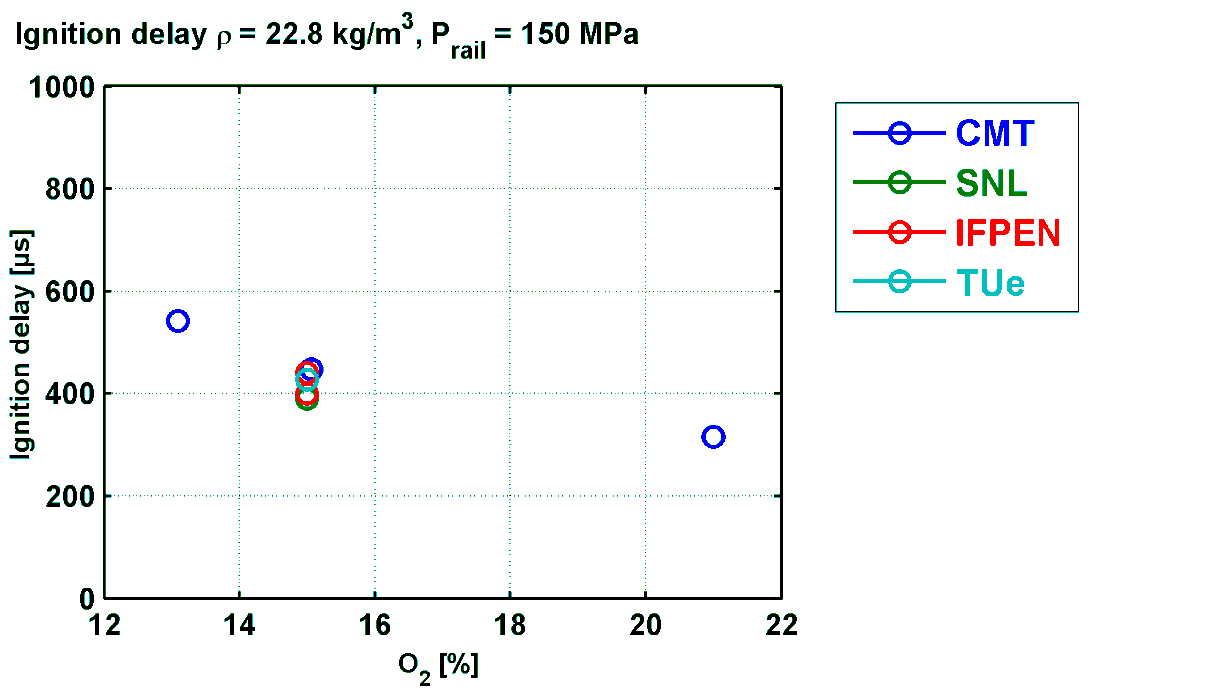 Ignition delay ρ = 22.8 kg/m³, P_rail = 150 MPa
1000
800
600
400
200
0
Ignition delay [µs]
12 14 16 18 20 22
O₂ [%]
CMT
SNL
IFPEN
TUe